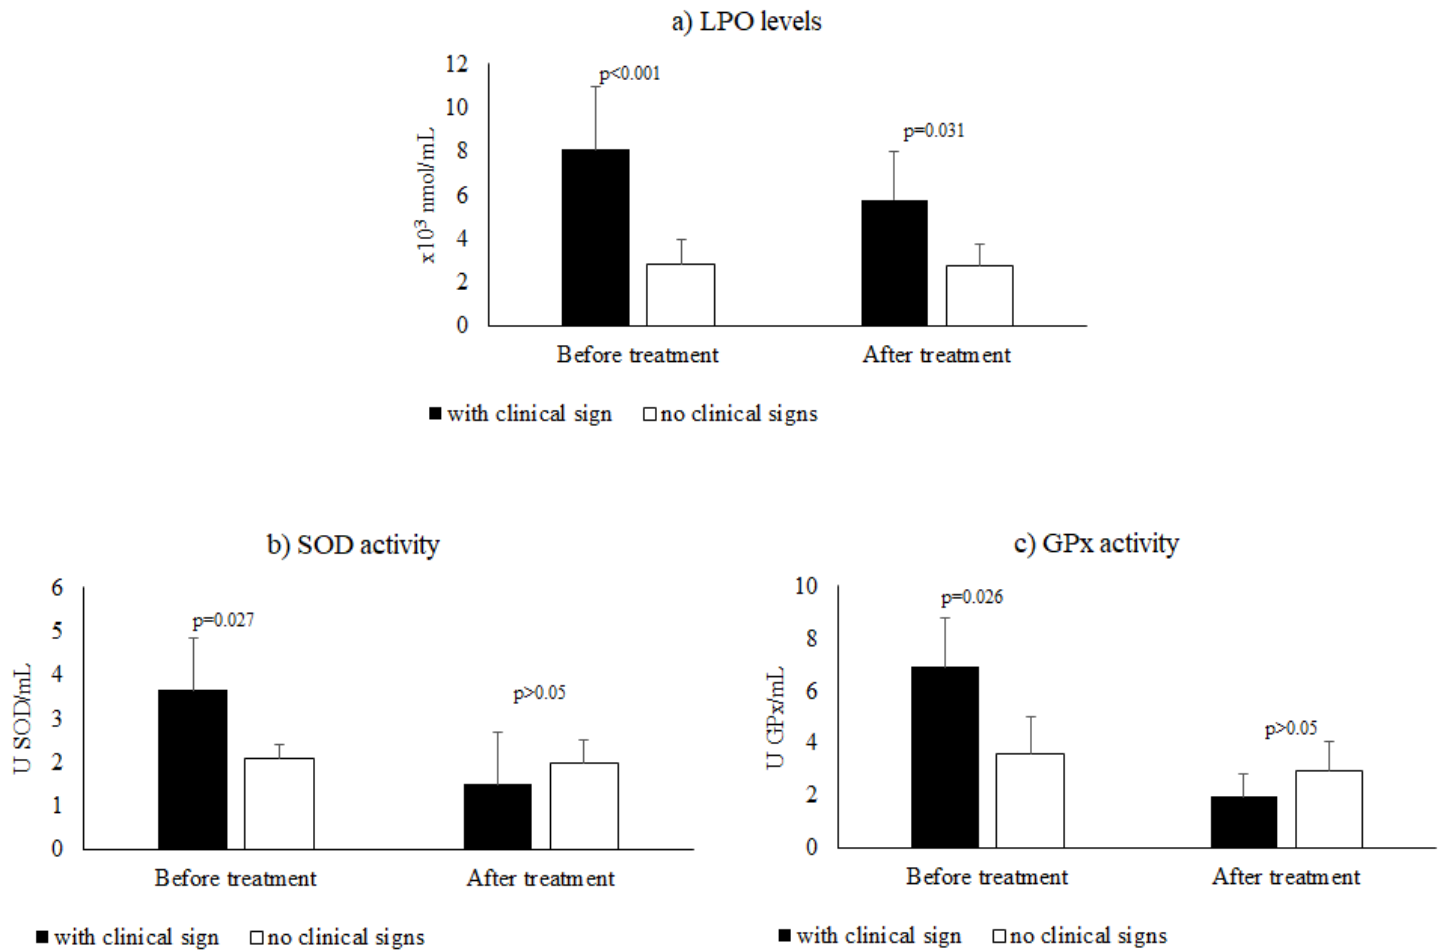 a) LPO levels
12
10
8
6
4
2
0
x10³ nmol/mL
p<0.001
p=0.031
Before treatment
After treatment
with clinical sign
no clinical signs
b) SOD activity
6
5
4
3
2
1
0
U SOD/mL
p=0.027
p>0.05
Before treatment
After treatment
with clinical sign
no clinical signs
c) GPx activity
10
8
6
4
2
0
U GPx/mL
p=0.026
p>0.05
Before treatment
After treatment
with clinical sign
no clinical signs